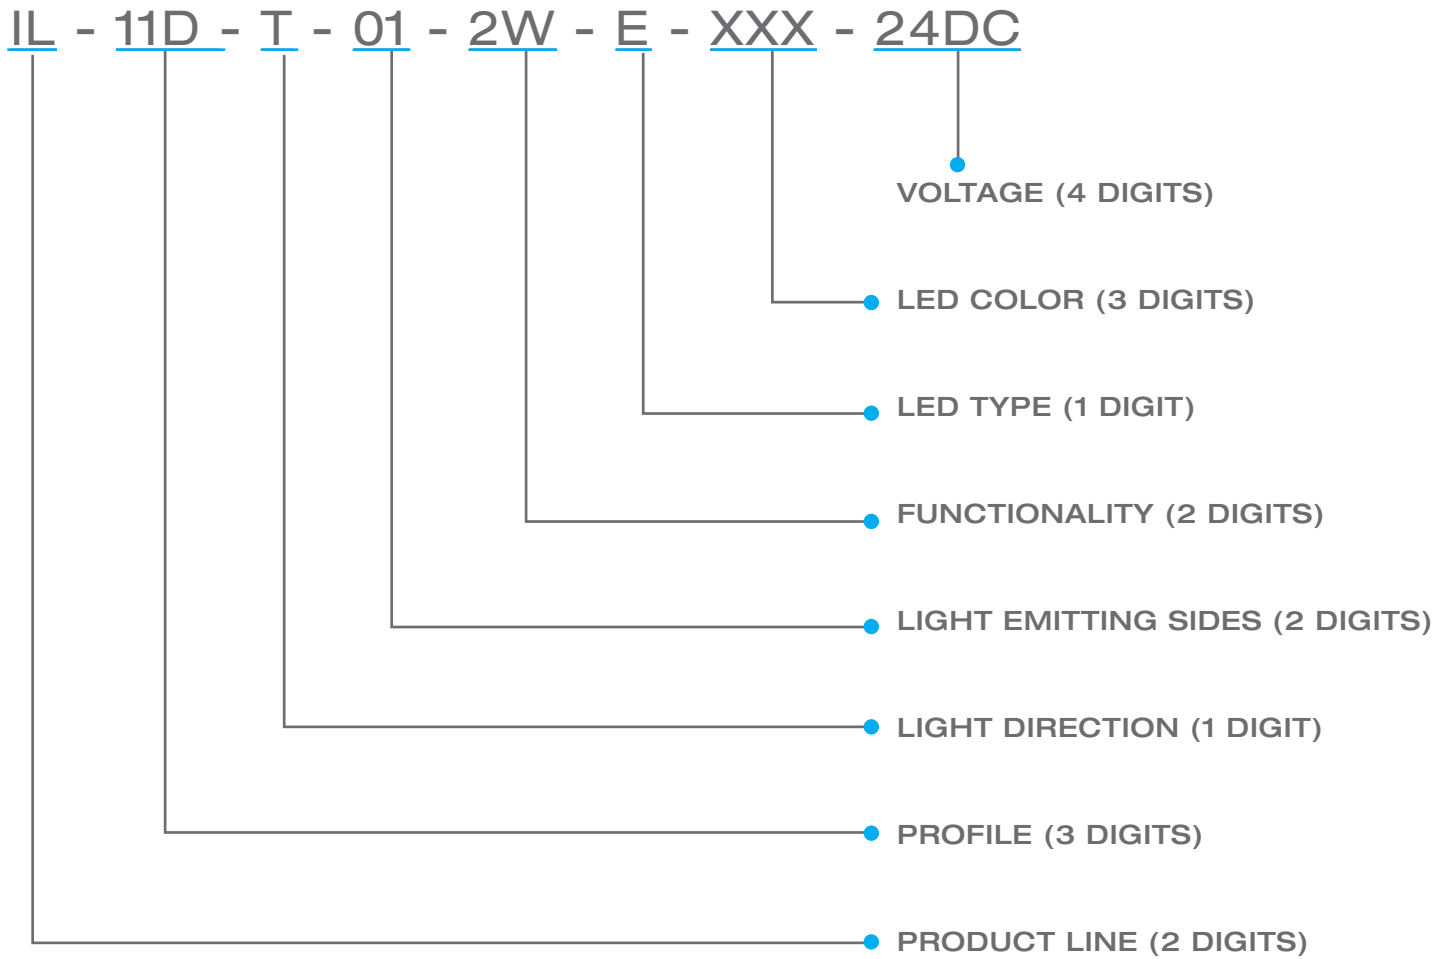 IL - 11D - T - 01 - 2W - E - XXX - 24DC
VOLTAGE (4 DIGITS)
LED COLOR (3 DIGITS)
LED TYPE (1 DIGIT)
FUNCTIONALITY (2 DIGITS)
LIGHT EMITTING SIDES (2 DIGITS)
LIGHT DIRECTION (1 DIGIT)
PROFILE (3 DIGITS)
PRODUCT LINE (2 DIGITS)